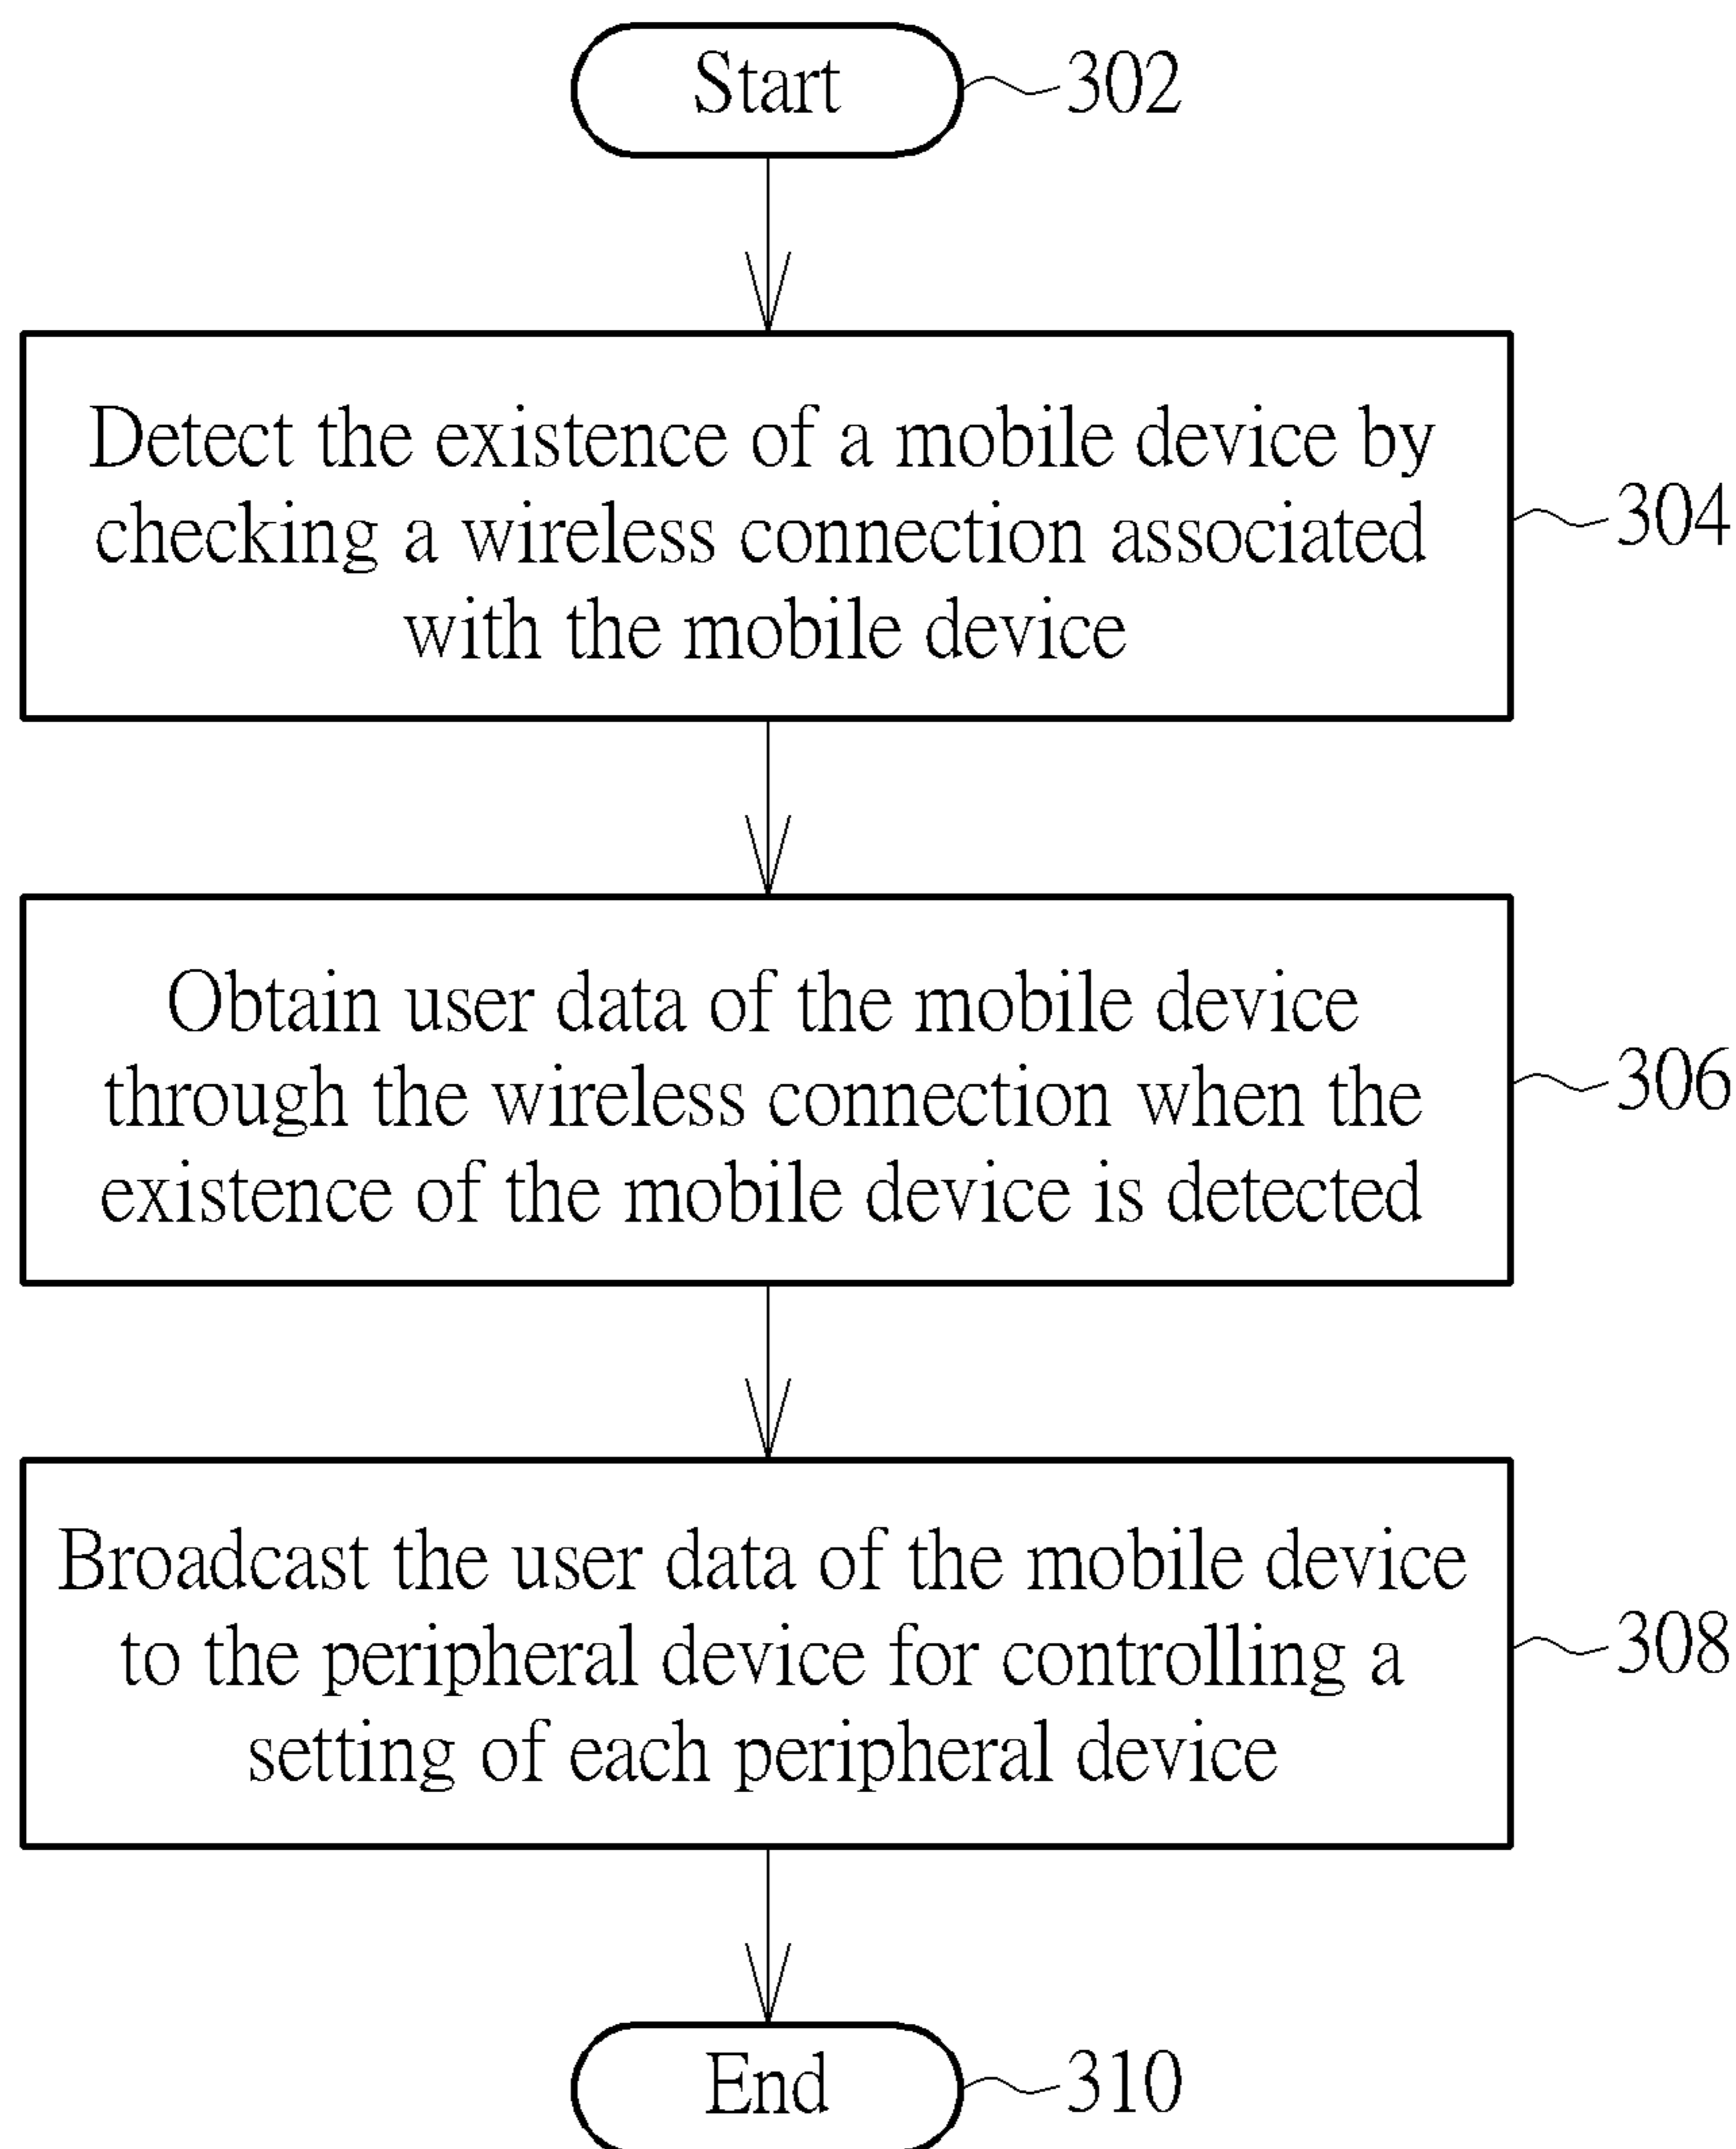 Start
302
Detect the existence of a mobile device by
checking a wireless connection associated
with the mobile device
304
Obtain user data of the mobile device
through the wireless connection when the
existence of the mobile device is detected
306
Broadcast the user data of the mobile device
to the peripheral device for controlling a
setting of each peripheral device
308
End
310